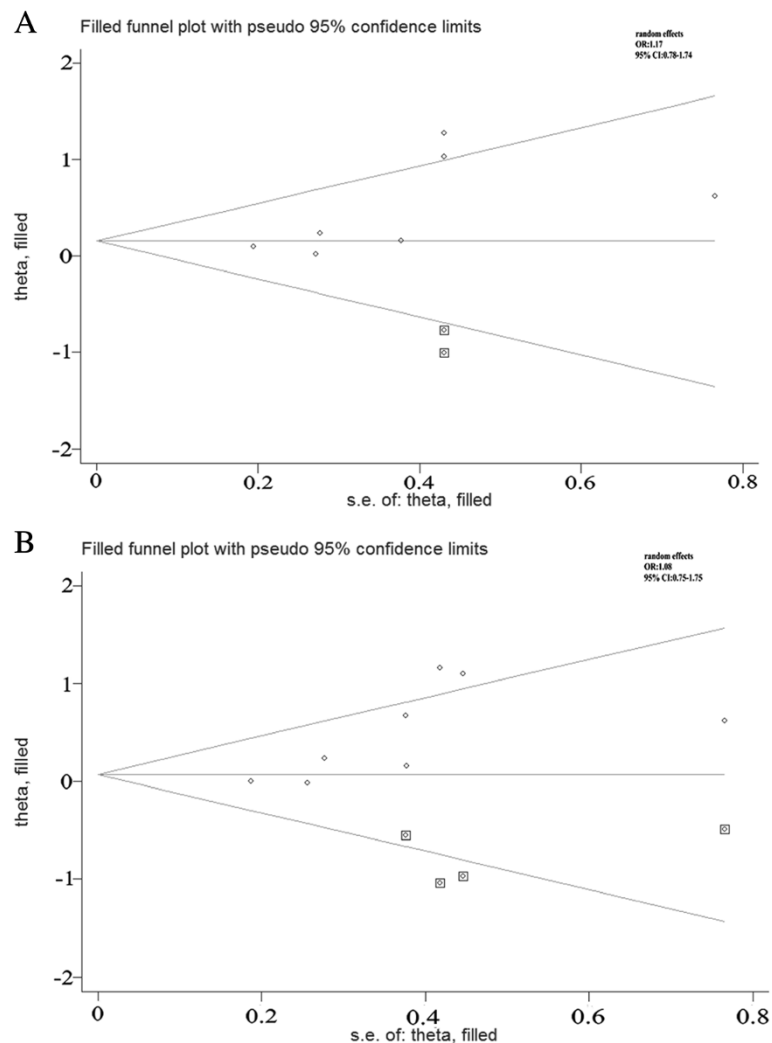 A
Filled funnel plot with pseudo 95% confidence limits
random effects
OR:1.17
95% CI:0.78-1.74
2
1
0
-1
-2
theta, filled
0 0.2 0.4 0.6 0.8
s.e. of: theta, filled
B
Filled funnel plot with pseudo 95% confidence limits
random effects
OR:1.08
95% CI:0.75-1.75
2
1
0
-1
-2
theta, filled
0 0.2 0.4 0.6 0.8
s.e. of: theta, filled